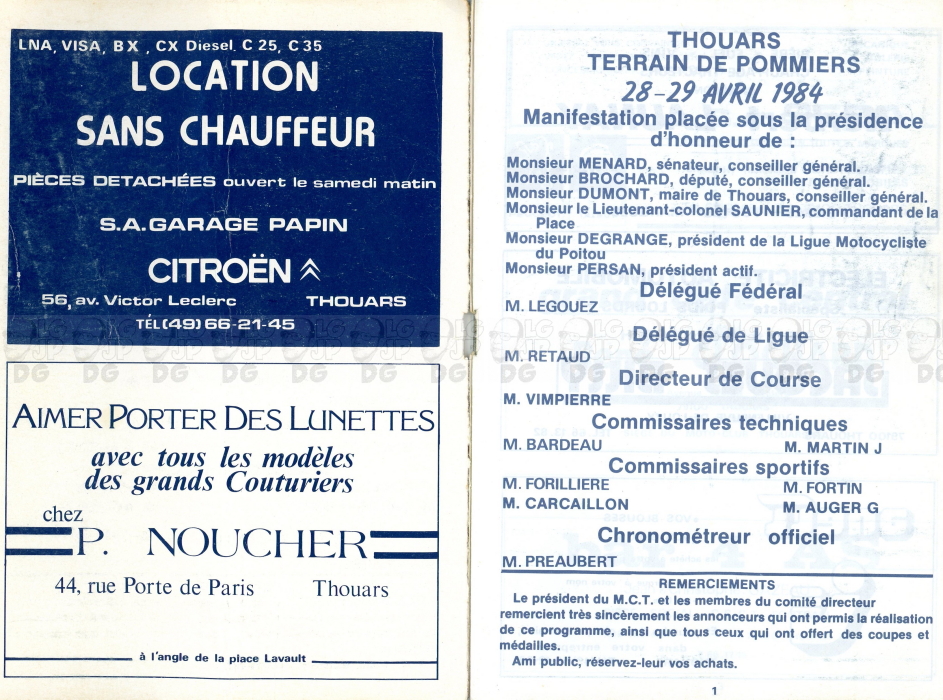 LNA, VISA, BX , CX Diesel, C 25, C 35
LOCATION
SANS CHAUFFEUR
PIÈCES DETACHÉES ouvert le samedi matin
S.A. GARAGE PAPIN
CITROËN
56, av. Victor Leclerc THOUARS
TÉL (49) 66-21-45
AIMER PORTER DES LUNETTES
avec tous les modèles
des grands Couturiers
chez
P. NOUCHER
44, rue Porte de Paris Thouars
à l'angle de la place Lavault
THOUARS
TERRAIN DE POMMIERS
28-29 AVRIL 1984
Manifestation placée sous la présidence
d'honneur de :
Monsieur MENARD, sénateur, conseiller général.
Monsieur BROCHARD, député, conseiller général.
Monsieur DUMONT, maire de Thouars, conseiller général.
Monsieur le Lieutenant-colonel SAUNIER, commandant de la
Place
Monsieur DEGRANGE, président de la Ligue Motocycliste
du Poitou
Monsieur PERSAN, président actif.
Délégué Fédéral
M. LEGOUEZ
Délégué de Ligue
M. RETAUD
Directeur de Course
M. VIMPIERRE
Commissaires techniques
M. BARDEAU M. MARTIN J
Commissaires sportifs
M. FORILLIERE M. FORTIN
M. CARCAILLON M. AUGER G
Chronométreur officiel
M. PREAUBERT
REMERCIEMENTS
Le président du M.C.T. et les membres du comité directeur
remercient très sincèrement les annonceurs qui ont permis la réalisation
de ce programme, ainsi que tous ceux qui ont offert des coupes et
médailles.
Ami public, réservez-leur vos achats.
1